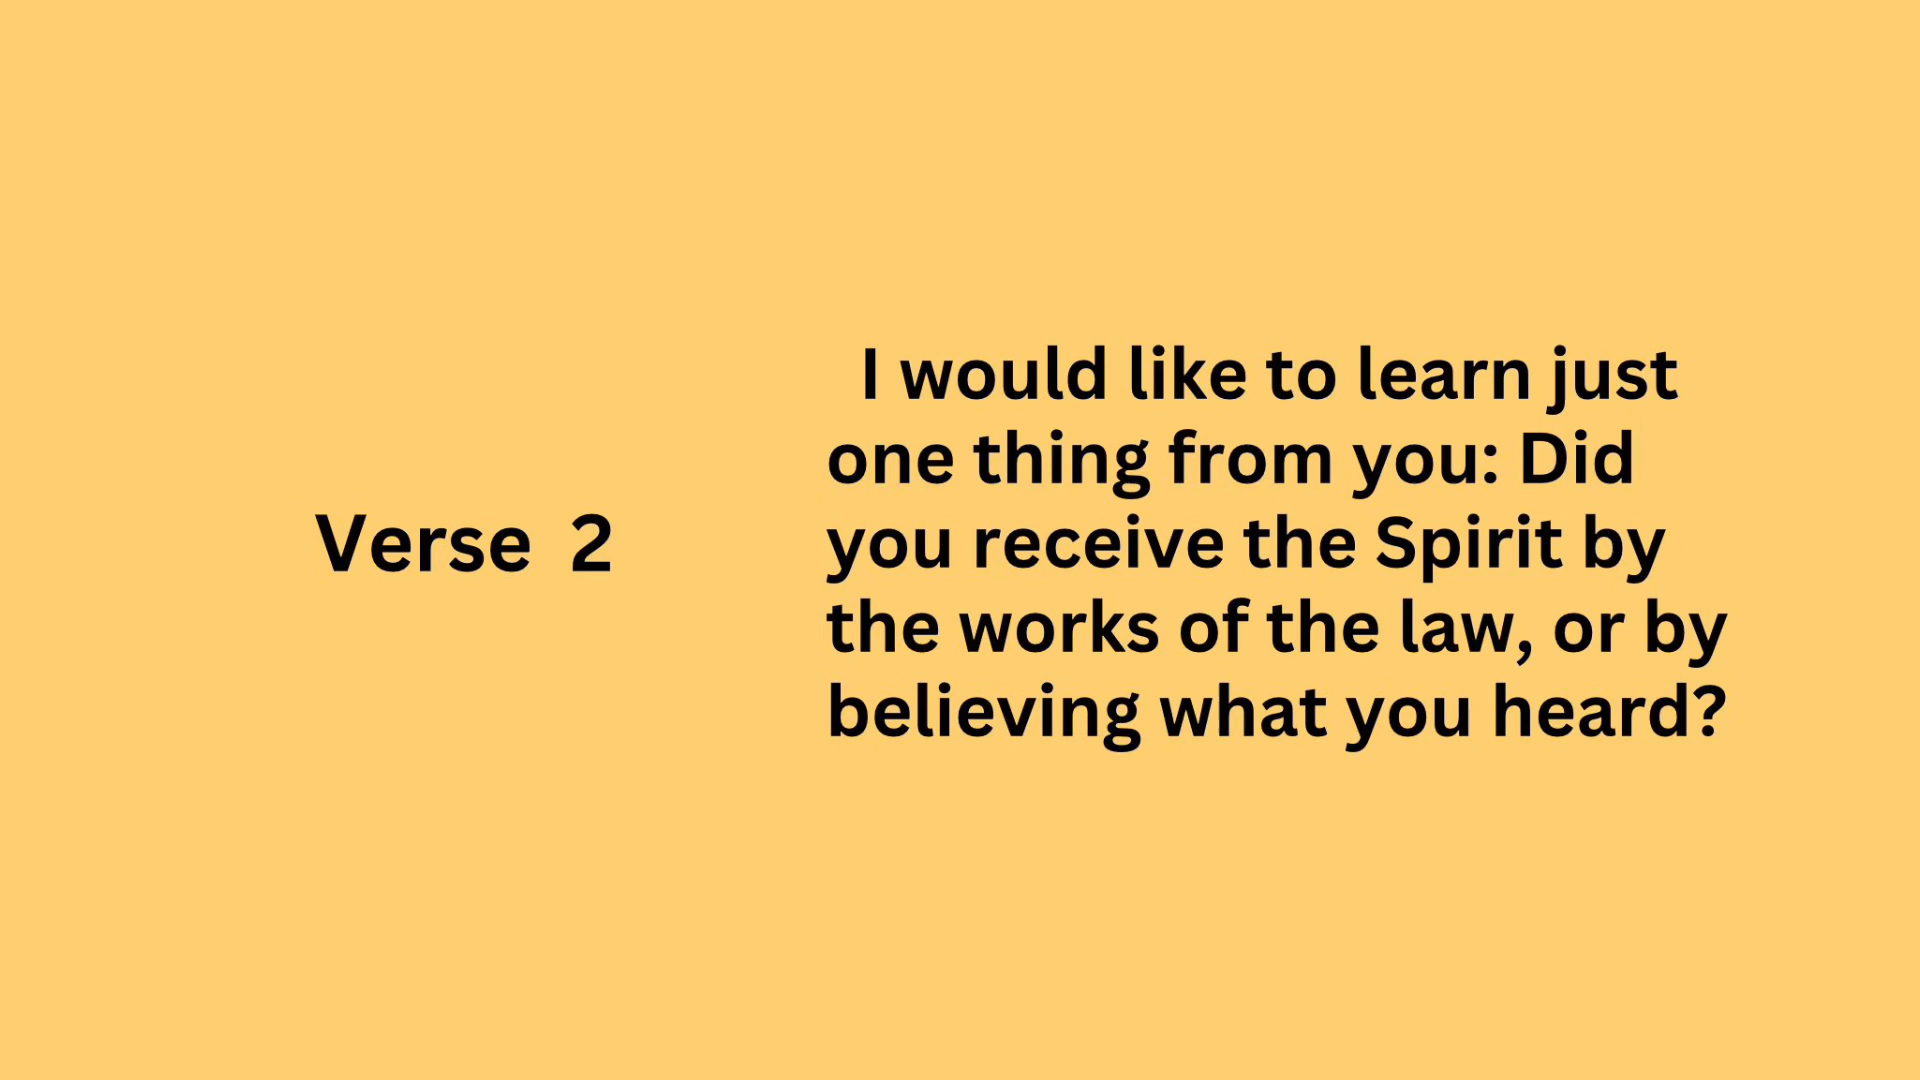 Verse 2
I would like to learn just
one thing from you: Did
you receive the Spirit by
the works of the law, or by
believing what you heard?